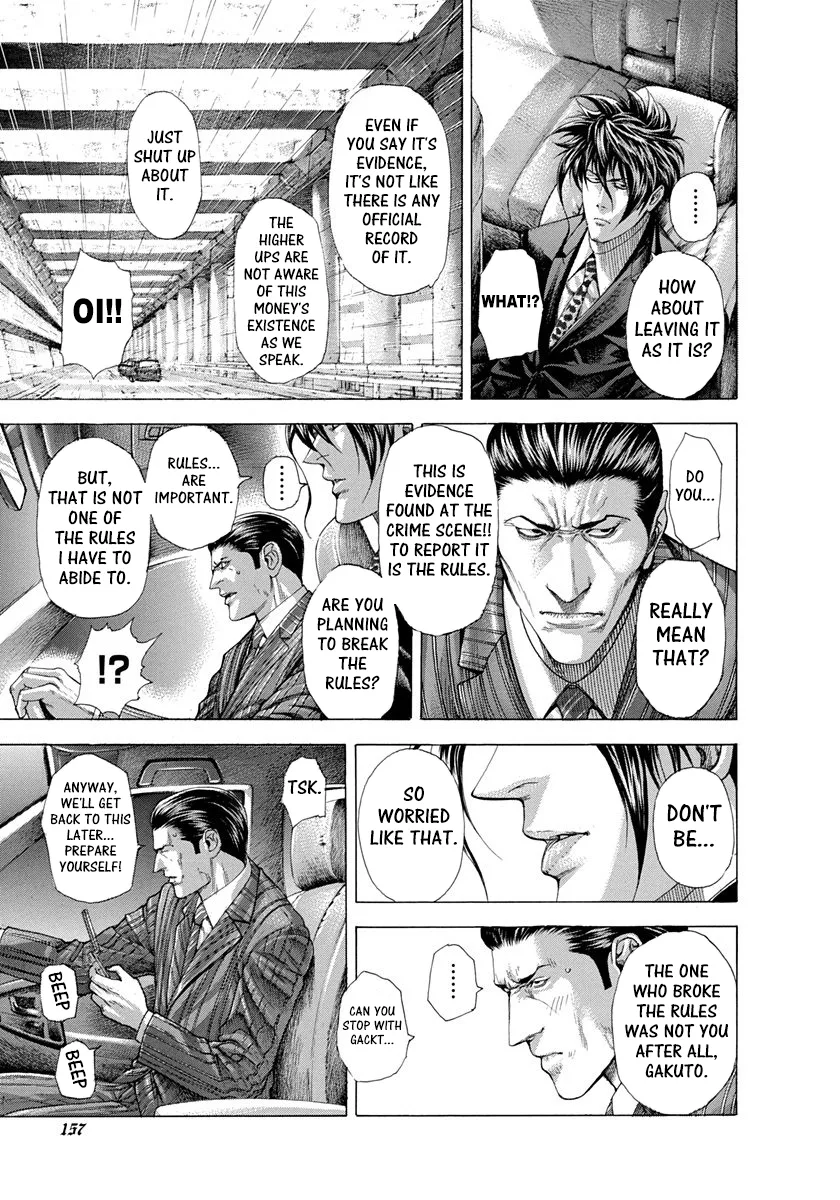 ......
HOW
ABOUT
LEAVING IT
AS IT IS?
WHAT!?
EVEN IF
YOU SAY IT'S
EVIDENCE,
IT'S NOT LIKE
THERE IS ANY
OFFICIAL
RECORD
OF IT.
THE
HIGHER
UPS ARE
NOT AWARE
OF THIS
MONEY'S
EXISTENCE
AS WE
SPEAK.
JUST
SHUT UP
ABOUT
IT.
OI!!
DO
YOU...
REALLY
MEAN
THAT?
THIS IS
EVIDENCE
FOUND AT THE
CRIME SCENE!!
TO REPORT IT
IS THE RULES.
ARE YOU
PLANNING
TO BREAK
THE
RULES?
......
RULES...
ARE
IMPORTANT.
BUT,
THAT IS NOT
ONE OF
THE RULES
I HAVE TO
ABIDE TO.
!?
DON'T
BE...
SO
WORRIED
LIKE THAT.
THE ONE
WHO BROKE
THE RULES
WAS NOT YOU
AFTER ALL,
GAKUTO.
......
CAN YOU
STOP WITH
GACKT...
TSK.
ANYWAY,
WE'LL GET
BACK TO THIS
LATER...
PREPARE
YOURSELF!
BEEP
BEEP
157